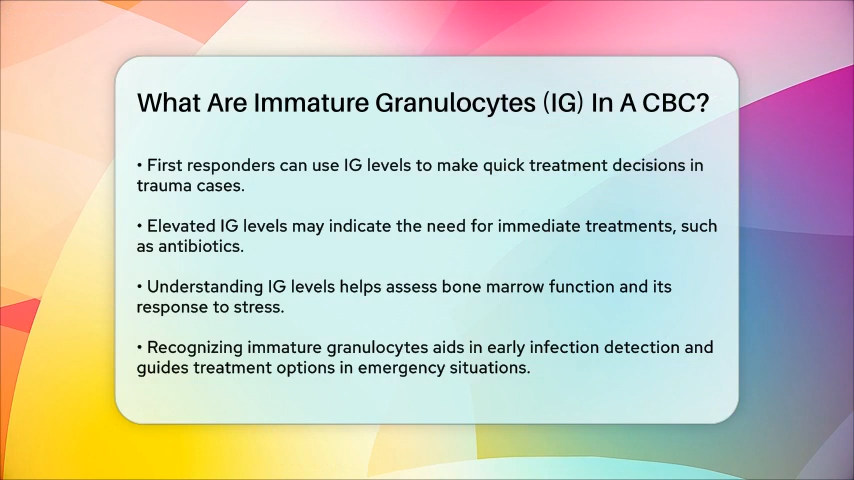 What Are Immature Granulocytes (IG) In A CBC?
• First responders can use IG levels to make quick treatment decisions in
trauma cases.
• Elevated IG levels may indicate the need for immediate treatments, such
as antibiotics.
• Understanding IG levels helps assess bone marrow function and its
response to stress.
• Recognizing immature granulocytes aids in early infection detection and
guides treatment options in emergency situations.